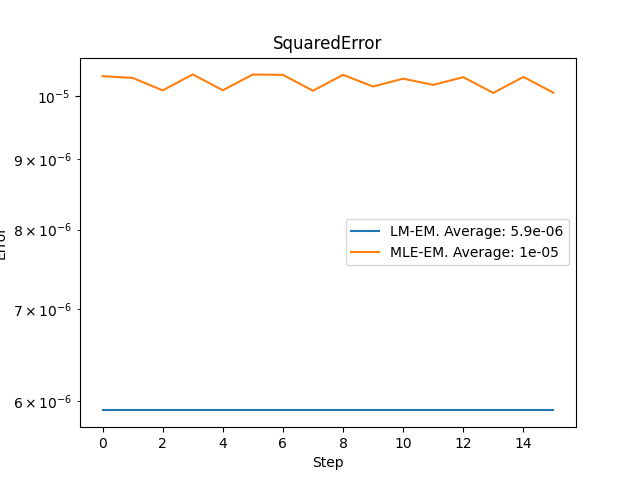 SquaredError
10⁻⁵
9 × 10⁻⁶
8 × 10⁻⁶
7 × 10⁻⁶
6 × 10⁻⁶
Error
LM-EM. Average: 5.9e-06
MLE-EM. Average: 1e-05
0 2 4 6 8 10 12 14
Step